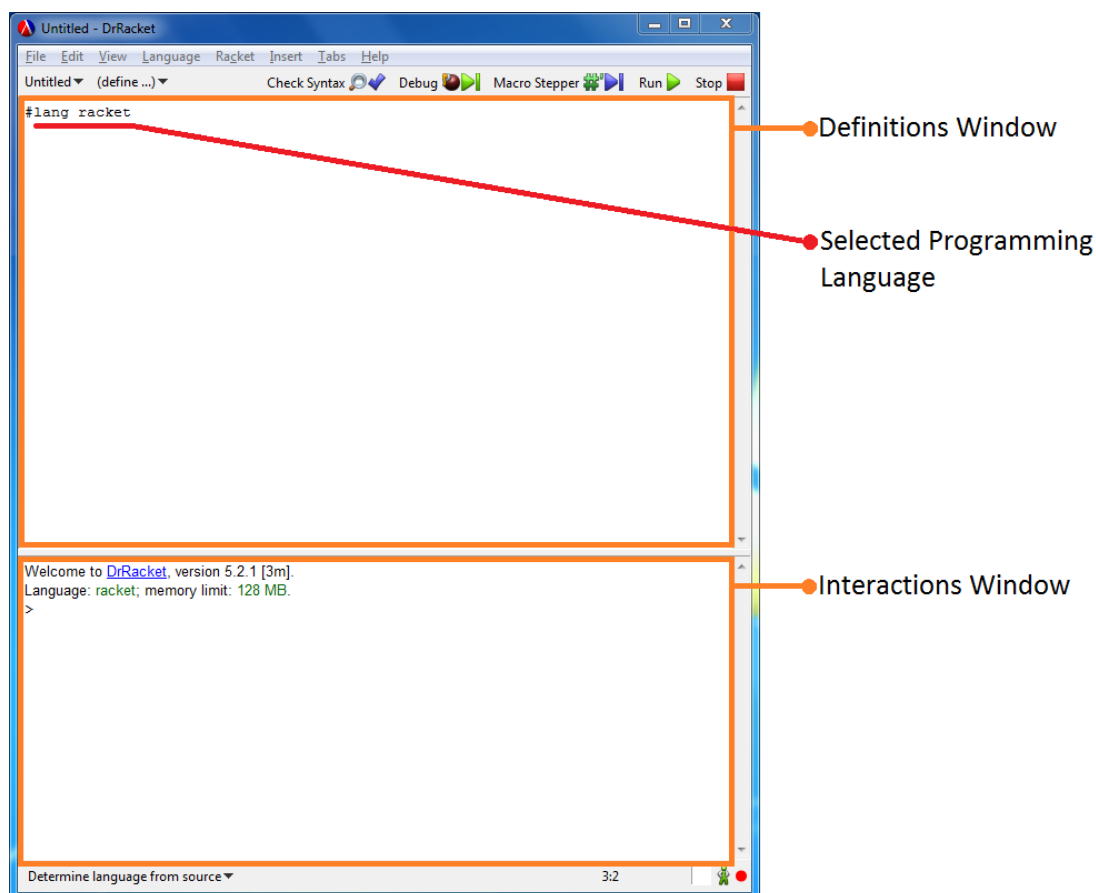 Untitled - DrRacket
File Edit View Language Racket Insert Tabs Help
Untitled (define ...) Check Syntax Debug Macro Stepper Run Stop
#lang racket
Definitions Window
Selected Programming
Language
Welcome to DrRacket, version 5.2.1 [3m].
Language: racket; memory limit: 128 MB.
>
Interactions Window
Determine language from source 3:2